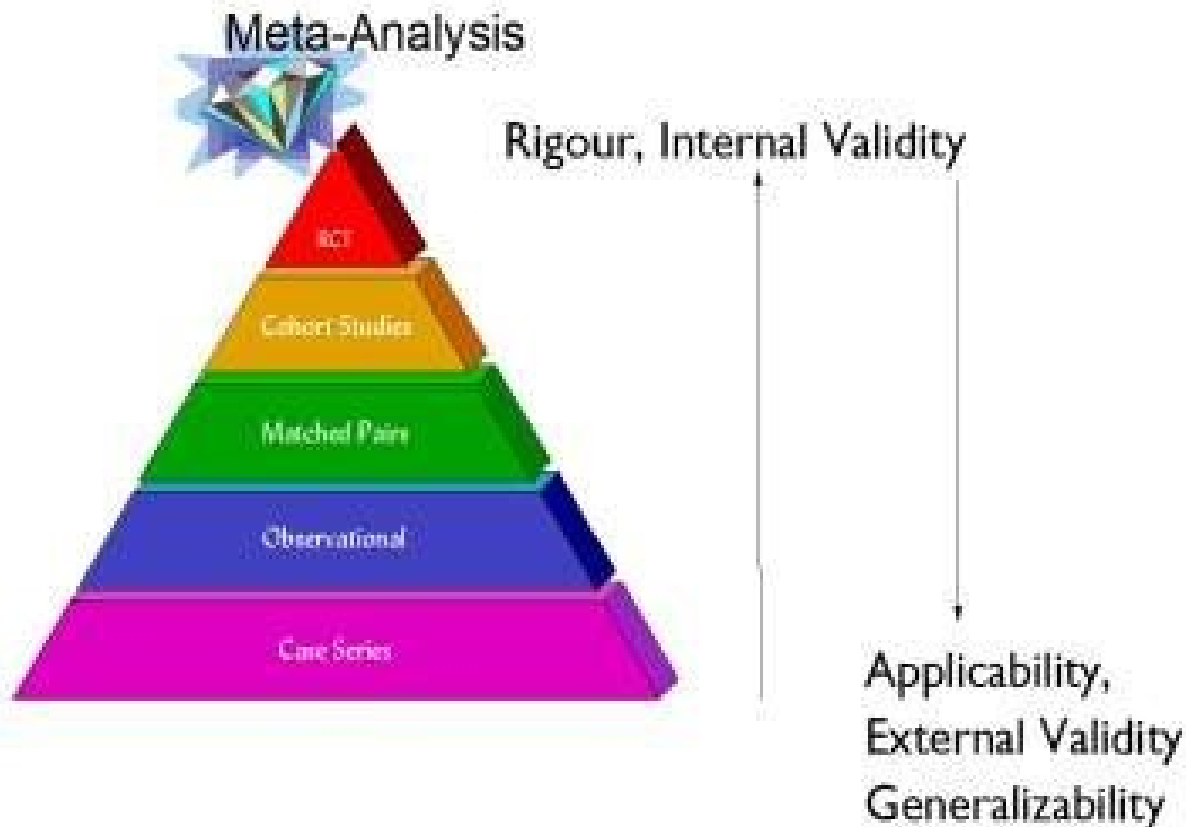 Meta-Analysis
Rigour, Internal Validity
RCT
Cohort Studies
Matched Pairs
Observational
Case Series
Applicability,
External Validity
Generalizability